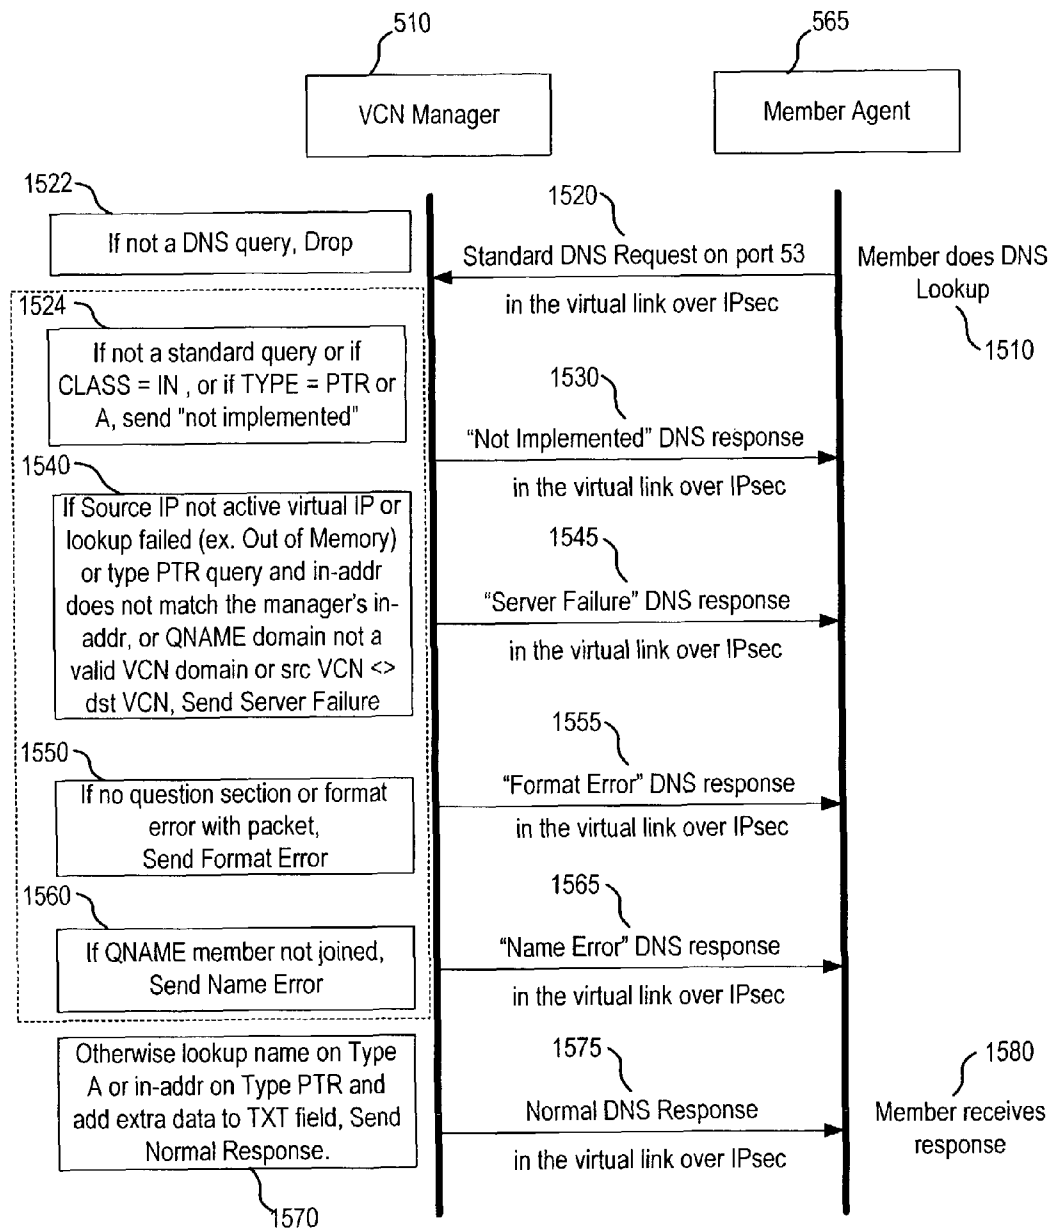 510
565
VCN Manager
Member Agent
1522
If not a DNS query, Drop
1520
Standard DNS Request on port 53
in the virtual link over IPsec
Member does DNS
Lookup
1510
1524
If not a standard query or if
CLASS = IN , or if TYPE = PTR or
A, send "not implemented"
1530
“Not Implemented” DNS response
in the virtual link over IPsec
1540
If Source IP not active virtual IP or
lookup failed (ex. Out of Memory)
or type PTR query and in-addr
does not match the manager's in-
addr, or QNAME domain not a
valid VCN domain or src VCN <>
dst VCN, Send Server Failure
1545
“Server Failure” DNS response
in the virtual link over IPsec
1550
If no question section or format
error with packet,
Send Format Error
1555
“Format Error” DNS response
in the virtual link over IPsec
1560
If QNAME member not joined,
Send Name Error
1565
“Name Error” DNS response
in the virtual link over IPsec
Otherwise lookup name on Type
A or in-addr on Type PTR and
add extra data to TXT field, Send
Normal Response.
1570
1575
Normal DNS Response
in the virtual link over IPsec
1580
Member receives
response